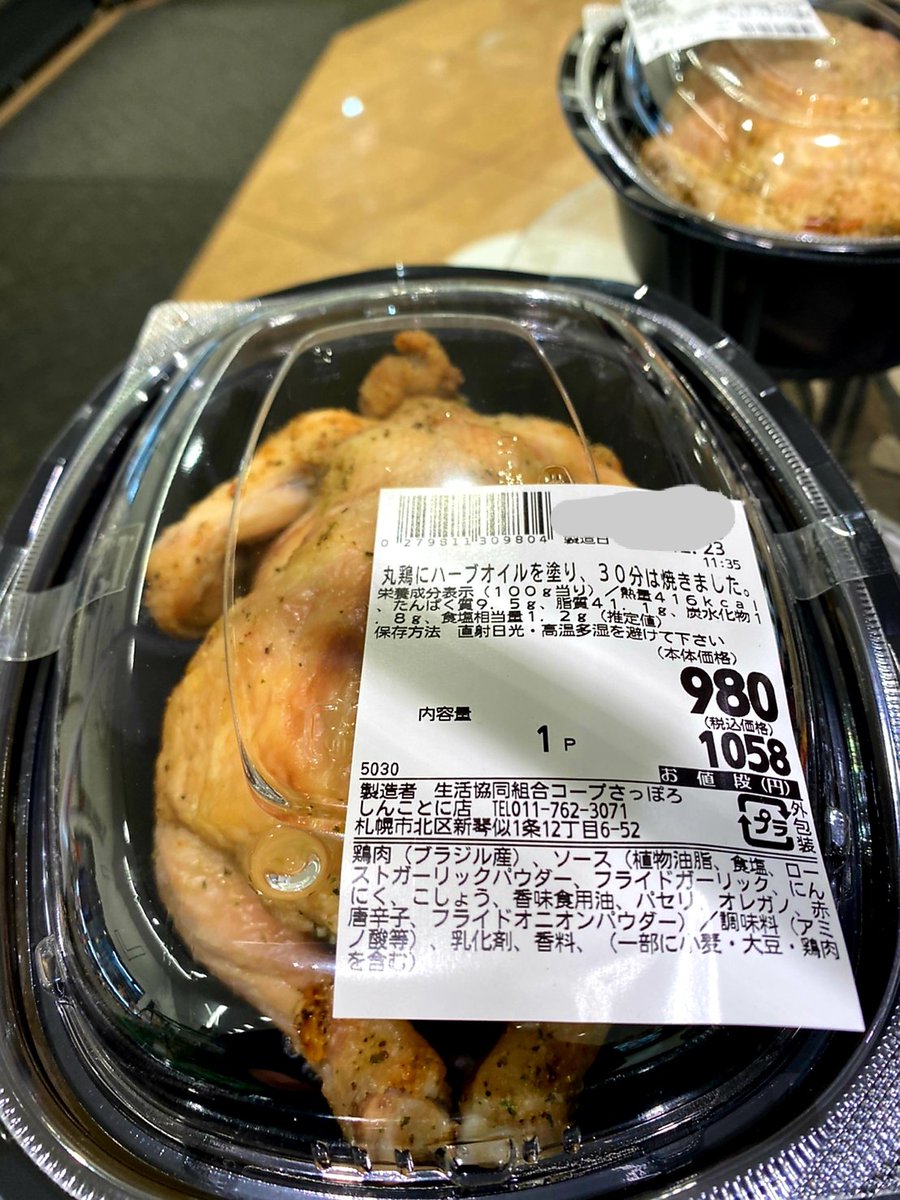 0 279811 309804
製造日
12.23
11:35
丸鶏にハーブオイルを塗り、30分ほど焼きました。
栄養成分表示(100g当り)/熱量416kcal
、たんぱく質9.5g、脂質41.1g、炭水化物1
.8g、食塩相当量1.2g(推定値)
保存方法 直射日光・高温多湿を避けて下さい
(本体価格)
980
(税込価格)
内容量 1P
1058
お値段(円)
5030
製造者 生活協同組合コープさっぽろ
しんことに店 TEL011-762-3071
札幌市北区新琴似1条12丁目6-52
プラ
外包装
鶏肉(ブラジル産)、ソース(植物油脂、食塩、ロー
ストガーリックパウダー、フライドガーリック、にん
にく、こしょう、香味食用油、パセリ、オレガノ、赤
唐辛子、フライドオニオンパウダー)/調味料(アミ
ノ酸等)、乳化剤、香料、(一部に小麦・大豆・鶏肉
を含む)